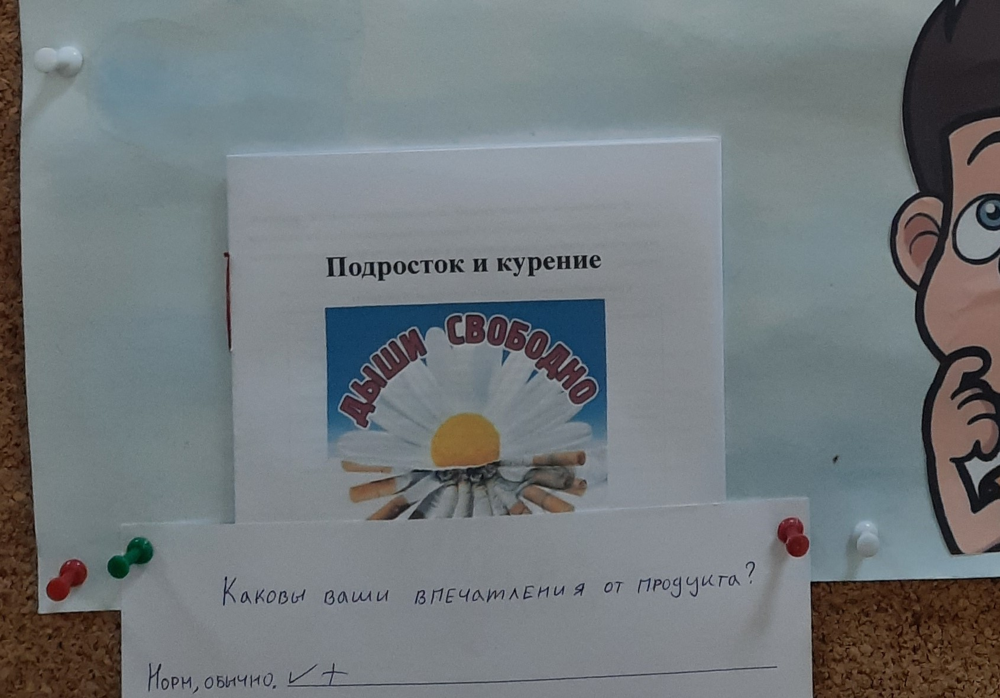 Подросток и курение
ДЫШИ СВОБОДНО
Каковы ваши впечатления от продукта?
Норм, обычно. ✓ +